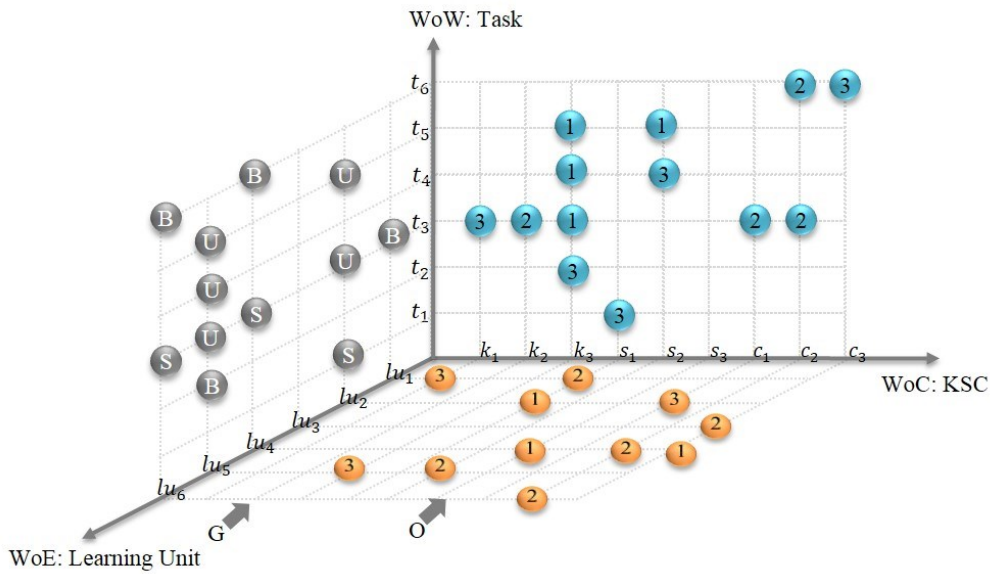 WoW: Task
t6
2 3
t5
1 1
B U
t4
1 3
B
t3
3 2 1 2 2
U B
U
t2
3
U
S
t1
3
U
S S
k1 k2 k3 s1 s2 s3 c1 c2 c3
lu1
3 2
WoC: KSC
B
lu2
1 3
lu3
2
lu4
1 2 1
lu5
3 2
lu6
2
G O
WoE: Learning Unit